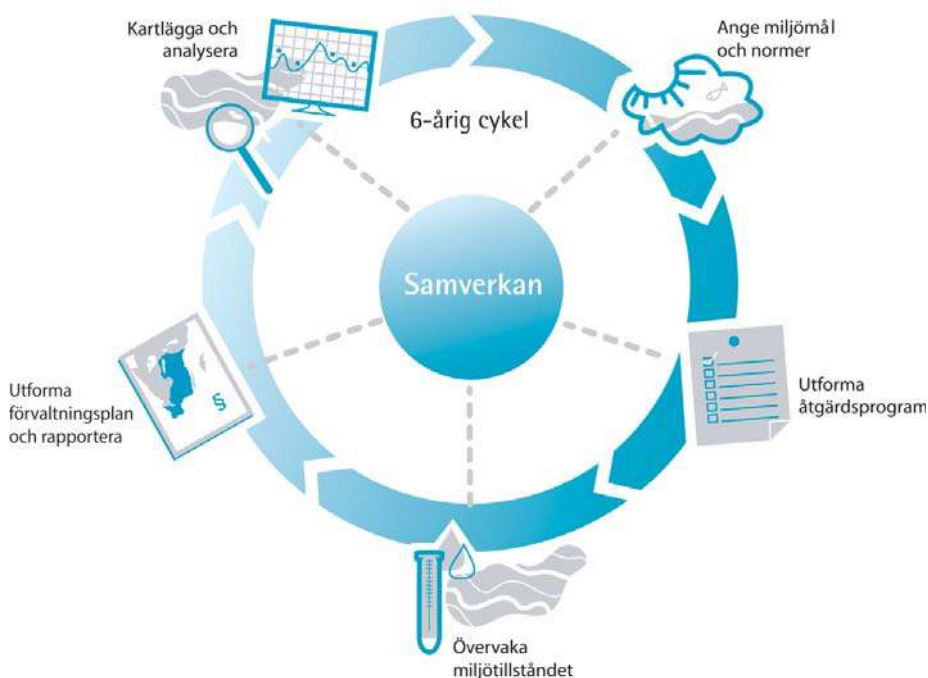 Kartlägga och
analysera
Ange miljömål
och normer
6-årig cykel
Samverkan
Utforma
förvaltningsplan
och rapportera
§
Utforma
åtgärdsprogram
Övervaka
miljötillståndet